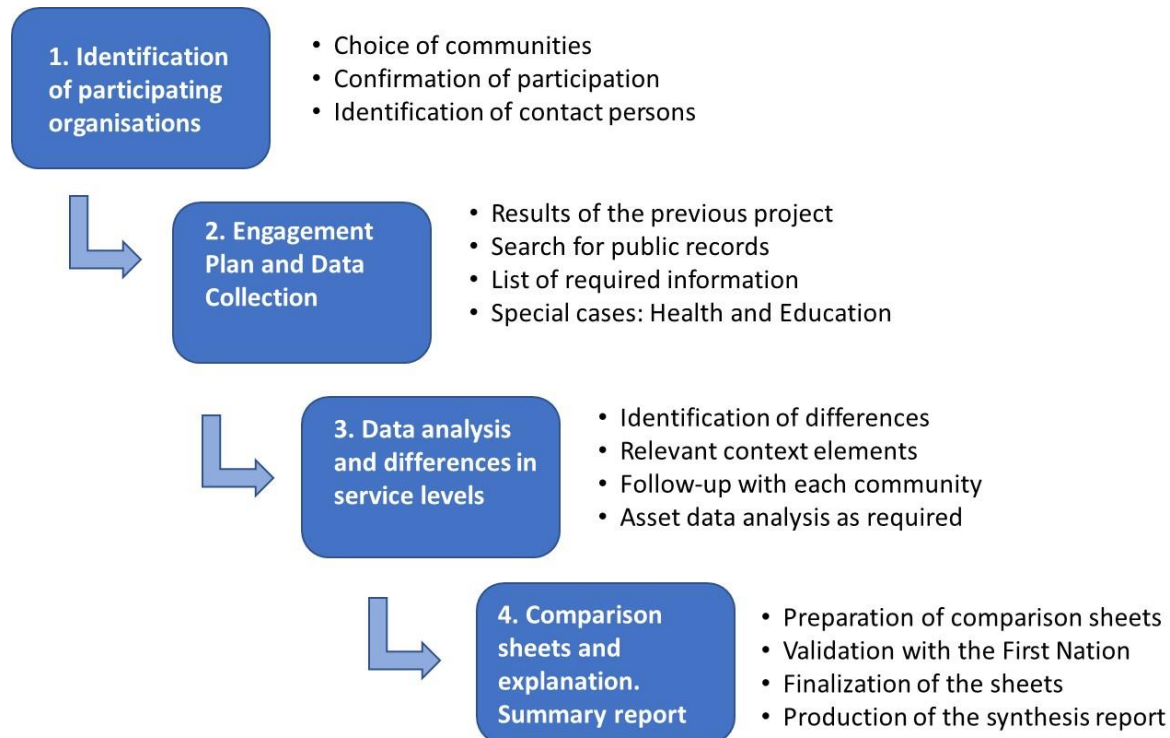 1. Identification
of participating
organisations
• Choice of communities
• Confirmation of participation
• Identification of contact persons
2. Engagement
Plan and Data
Collection
• Results of the previous project
• Search for public records
• List of required information
• Special cases: Health and Education
3. Data analysis
and differences in
service levels
• Identification of differences
• Relevant context elements
• Follow-up with each community
• Asset data analysis as required
4. Comparison
sheets and
explanation.
Summary report
• Preparation of comparison sheets
• Validation with the First Nation
• Finalization of the sheets
• Production of the synthesis report